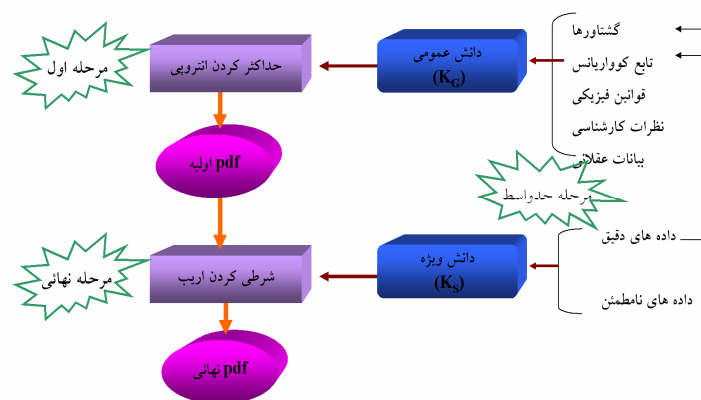 گشتاورها
تابع کوواریانس
قوانین فیزیکی
نظرات کارشناسی
بیانات عقلانی
دانش عمومی
(KG)
حداکثر کردن انتروپی
مرحله اول
pdf اولیه
مرحله حدواسط
داده های دقیق
داده های نامطمئن
دانش ویژه
(KS)
شرطی کردن اریب
مرحله نهائی
pdf نهائی